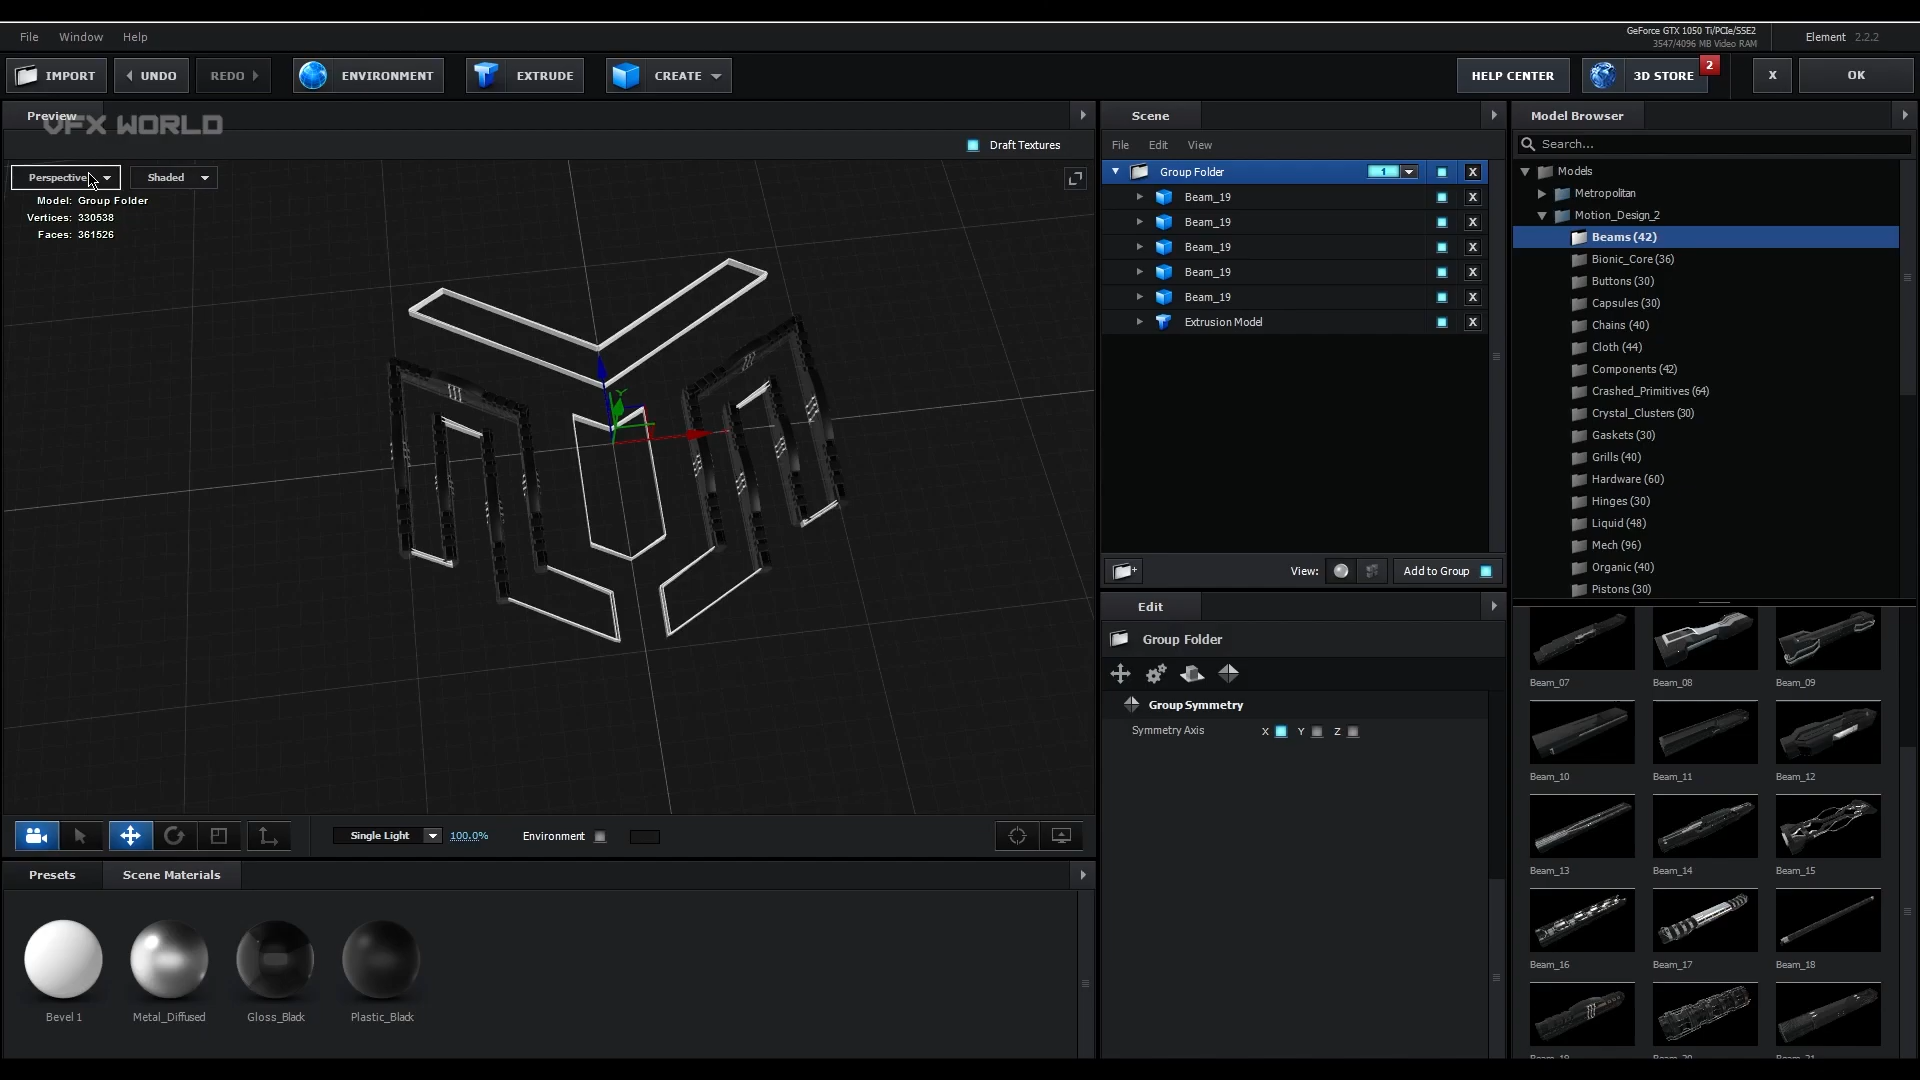 File Window Help
GeForce GTX 1050 Ti/PCIe/SSE2
3547/4096 MB Video RAM
Element 2.2.2
IMPORT UNDO REDO ENVIRONMENT EXTRUDE CREATE
HELP CENTER 3D STORE 2 X OK
Preview
VFX WORLD
Draft Textures
Perspective Shaded
Model: Group Folder
Vertices: 330538
Faces: 361526
Y
Single Light 100.0% Environment
Presets Scene Materials
Bevel 1 Metal_Diffused Gloss_Black Plastic_Black
Scene
File Edit View
Group Folder 1 X
Beam_19 X
Beam_19 X
Beam_19 X
Beam_19 X
Beam_19 X
Extrusion Model X
View: Add to Group
Edit
Group Folder
Group Symmetry
Symmetry Axis X Y Z
Model Browser
Search...
Models
Metropolitan
Motion_Design_2
Beams (42)
Bionic_Core (36)
Buttons (30)
Capsules (30)
Chains (40)
Cloth (44)
Components (42)
Crashed_Primitives (64)
Crystal_Clusters (30)
Gaskets (30)
Grills (40)
Hardware (60)
Hinges (30)
Liquid (48)
Mech (96)
Organic (40)
Pistons (30)
Beam_07 Beam_08 Beam_09
Beam_10 Beam_11 Beam_12
Beam_13 Beam_14 Beam_15
Beam_16 Beam_17 Beam_18